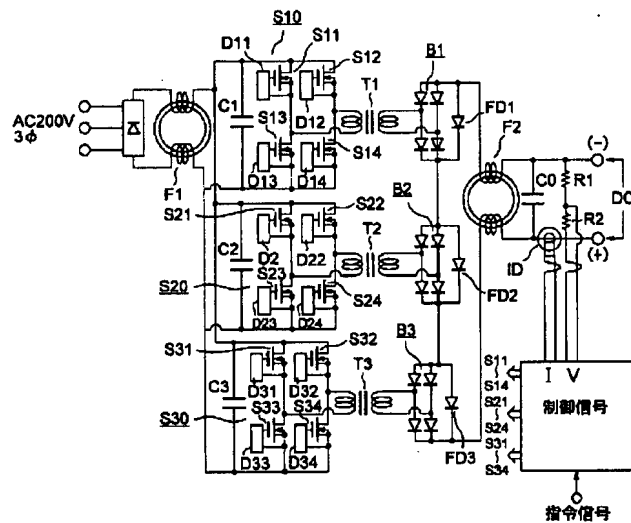 S10
D11
S11
S12
B1
T1
FD1
F2
AC200V
3φ
C1
D12
S13
S14
D13
D14
F1
(-)
C0
R1
DC
R2
ID
(+)
S21
S22
B2
T2
C2
D2
D22
S23
S20
S24
D23
D24
FD2
S31
S32
B3
T3
C3
D31
D32
S33
S34
S30
D33
D34
FD3
I V
制御信号
S11
S14
S21
S24
S31
S34
指令信号